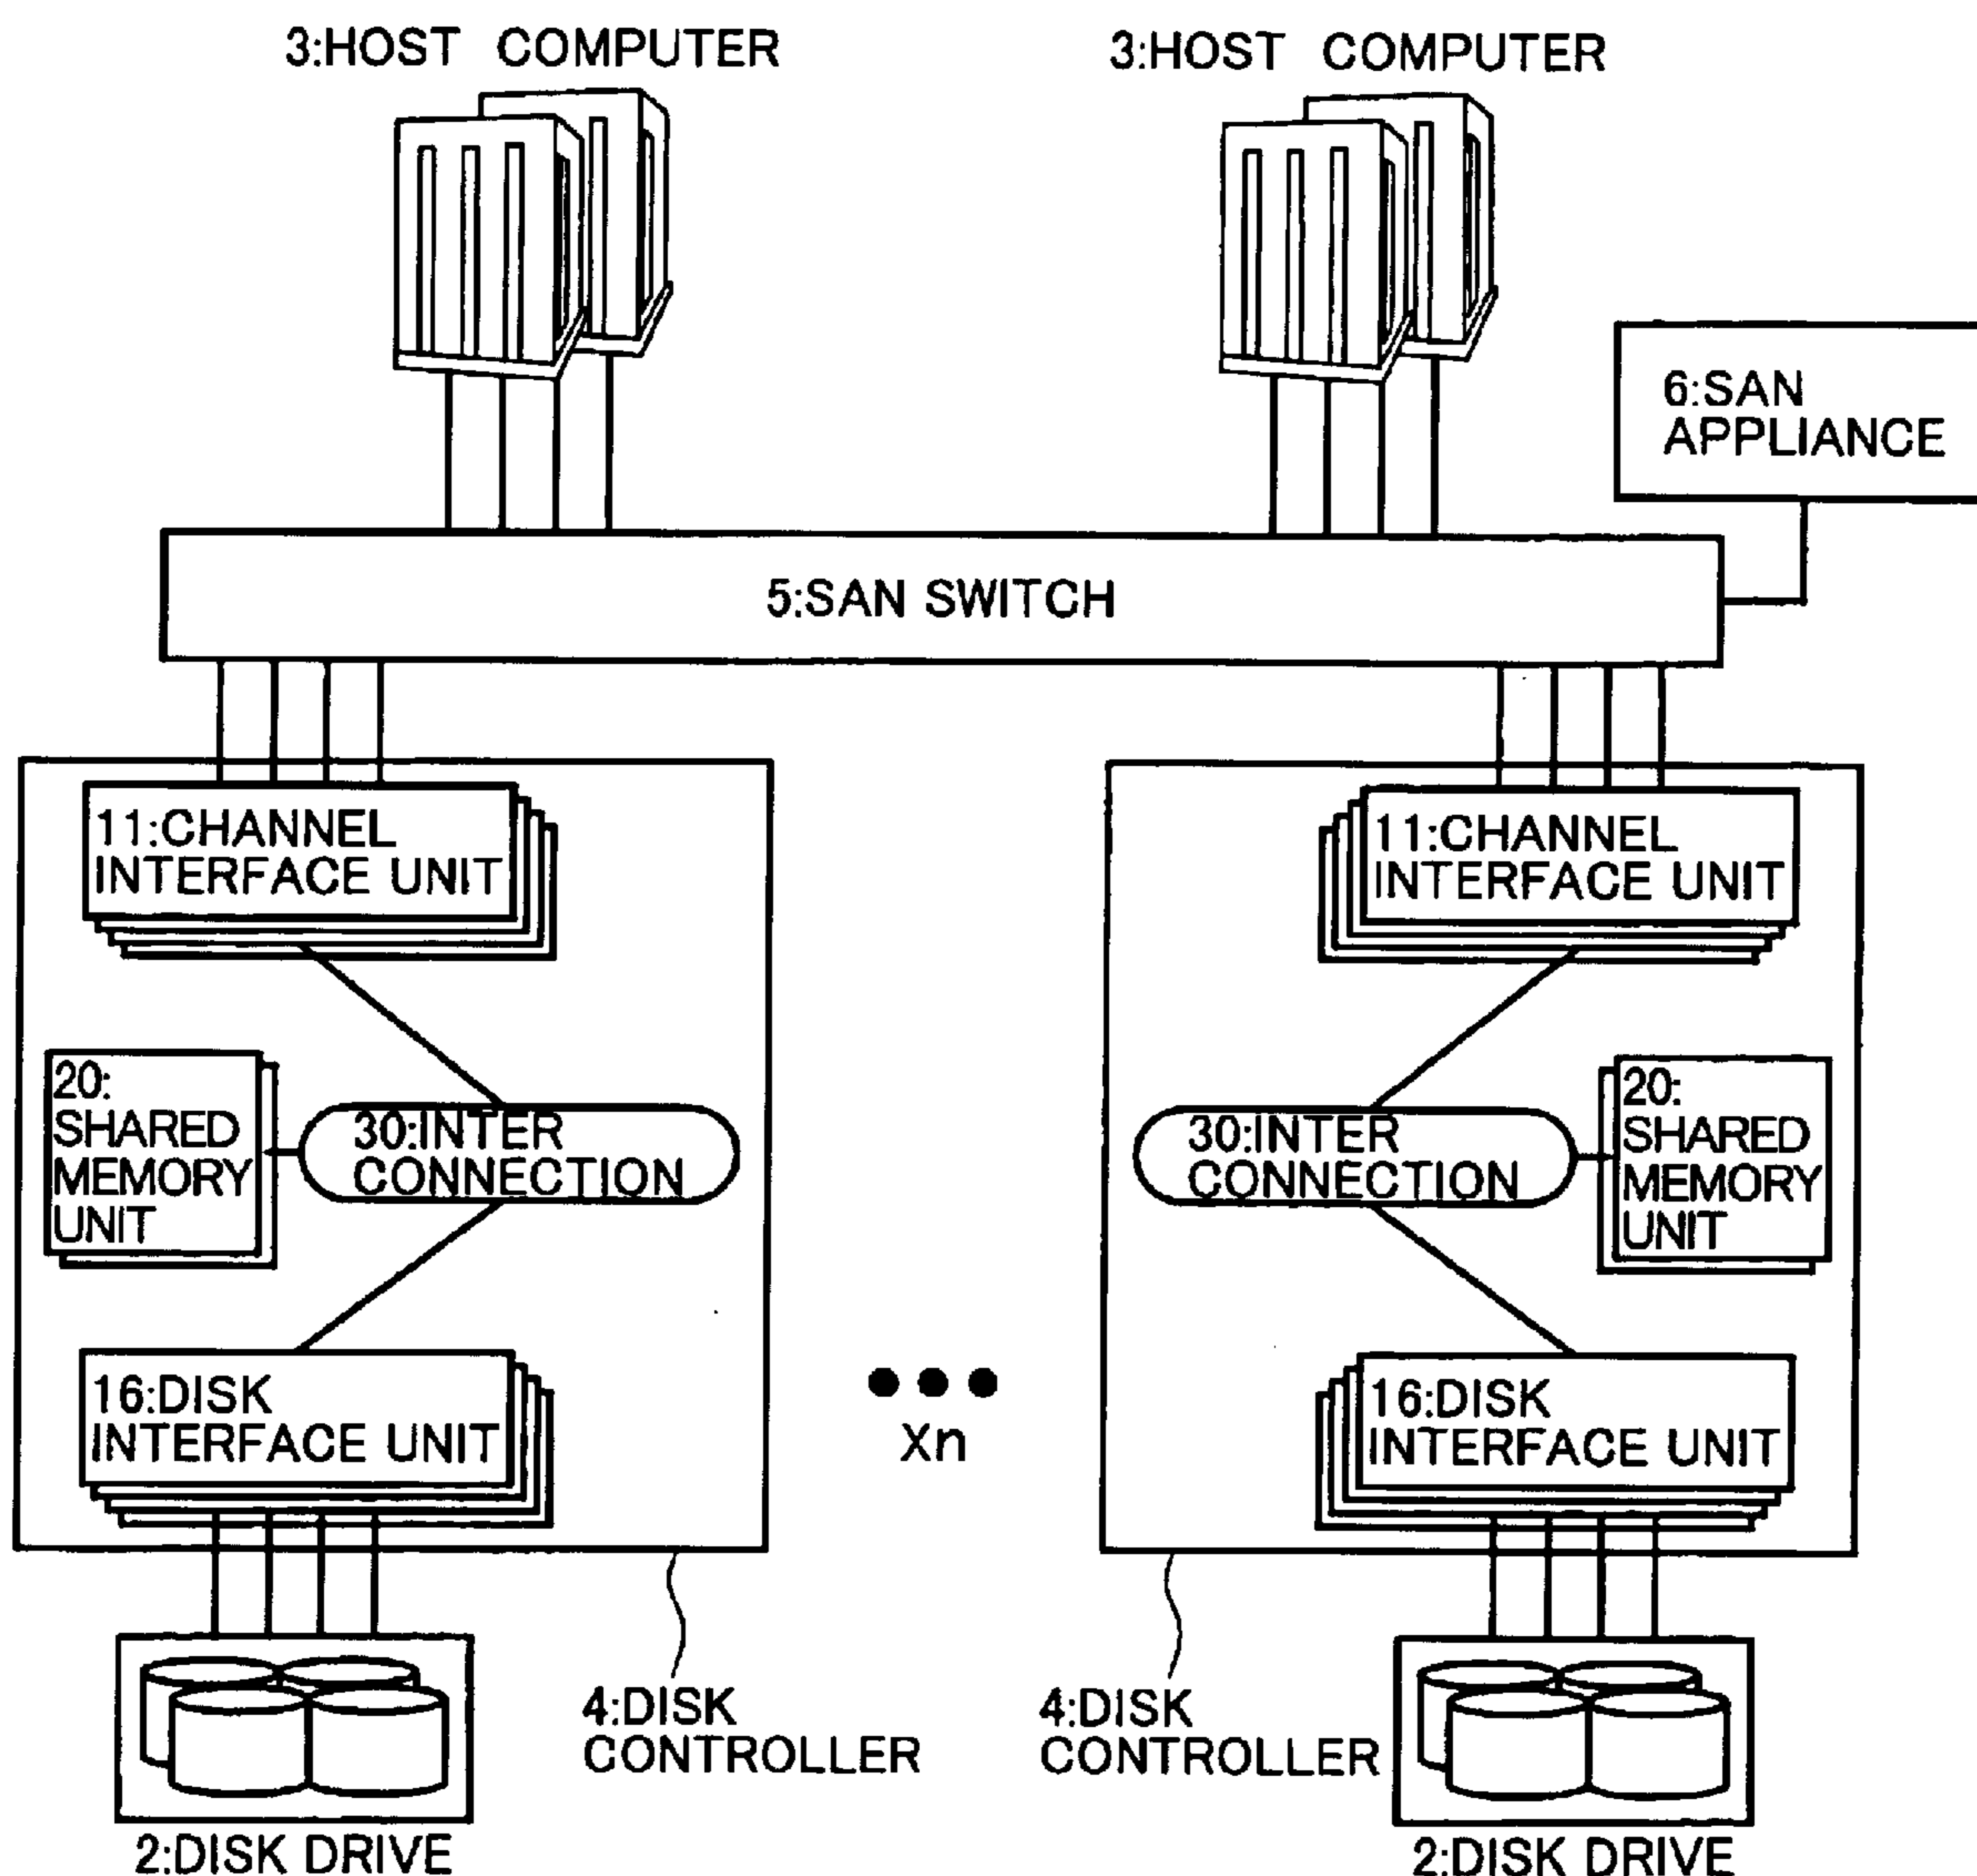 3:HOST COMPUTER
3:HOST COMPUTER
6:SAN
APPLIANCE
5:SAN SWITCH
11:CHANNEL
INTERFACE UNIT
11:CHANNEL
INTERFACE UNIT
20:
SHARED
MEMORY
UNIT
30:INTER
CONNECTION
30:INTER
CONNECTION
20:
SHARED
MEMORY
UNIT
16:DISK
INTERFACE UNIT
Xn
16:DISK
INTERFACE UNIT
4:DISK
CONTROLLER
4:DISK
CONTROLLER
2:DISK DRIVE
2:DISK DRIVE